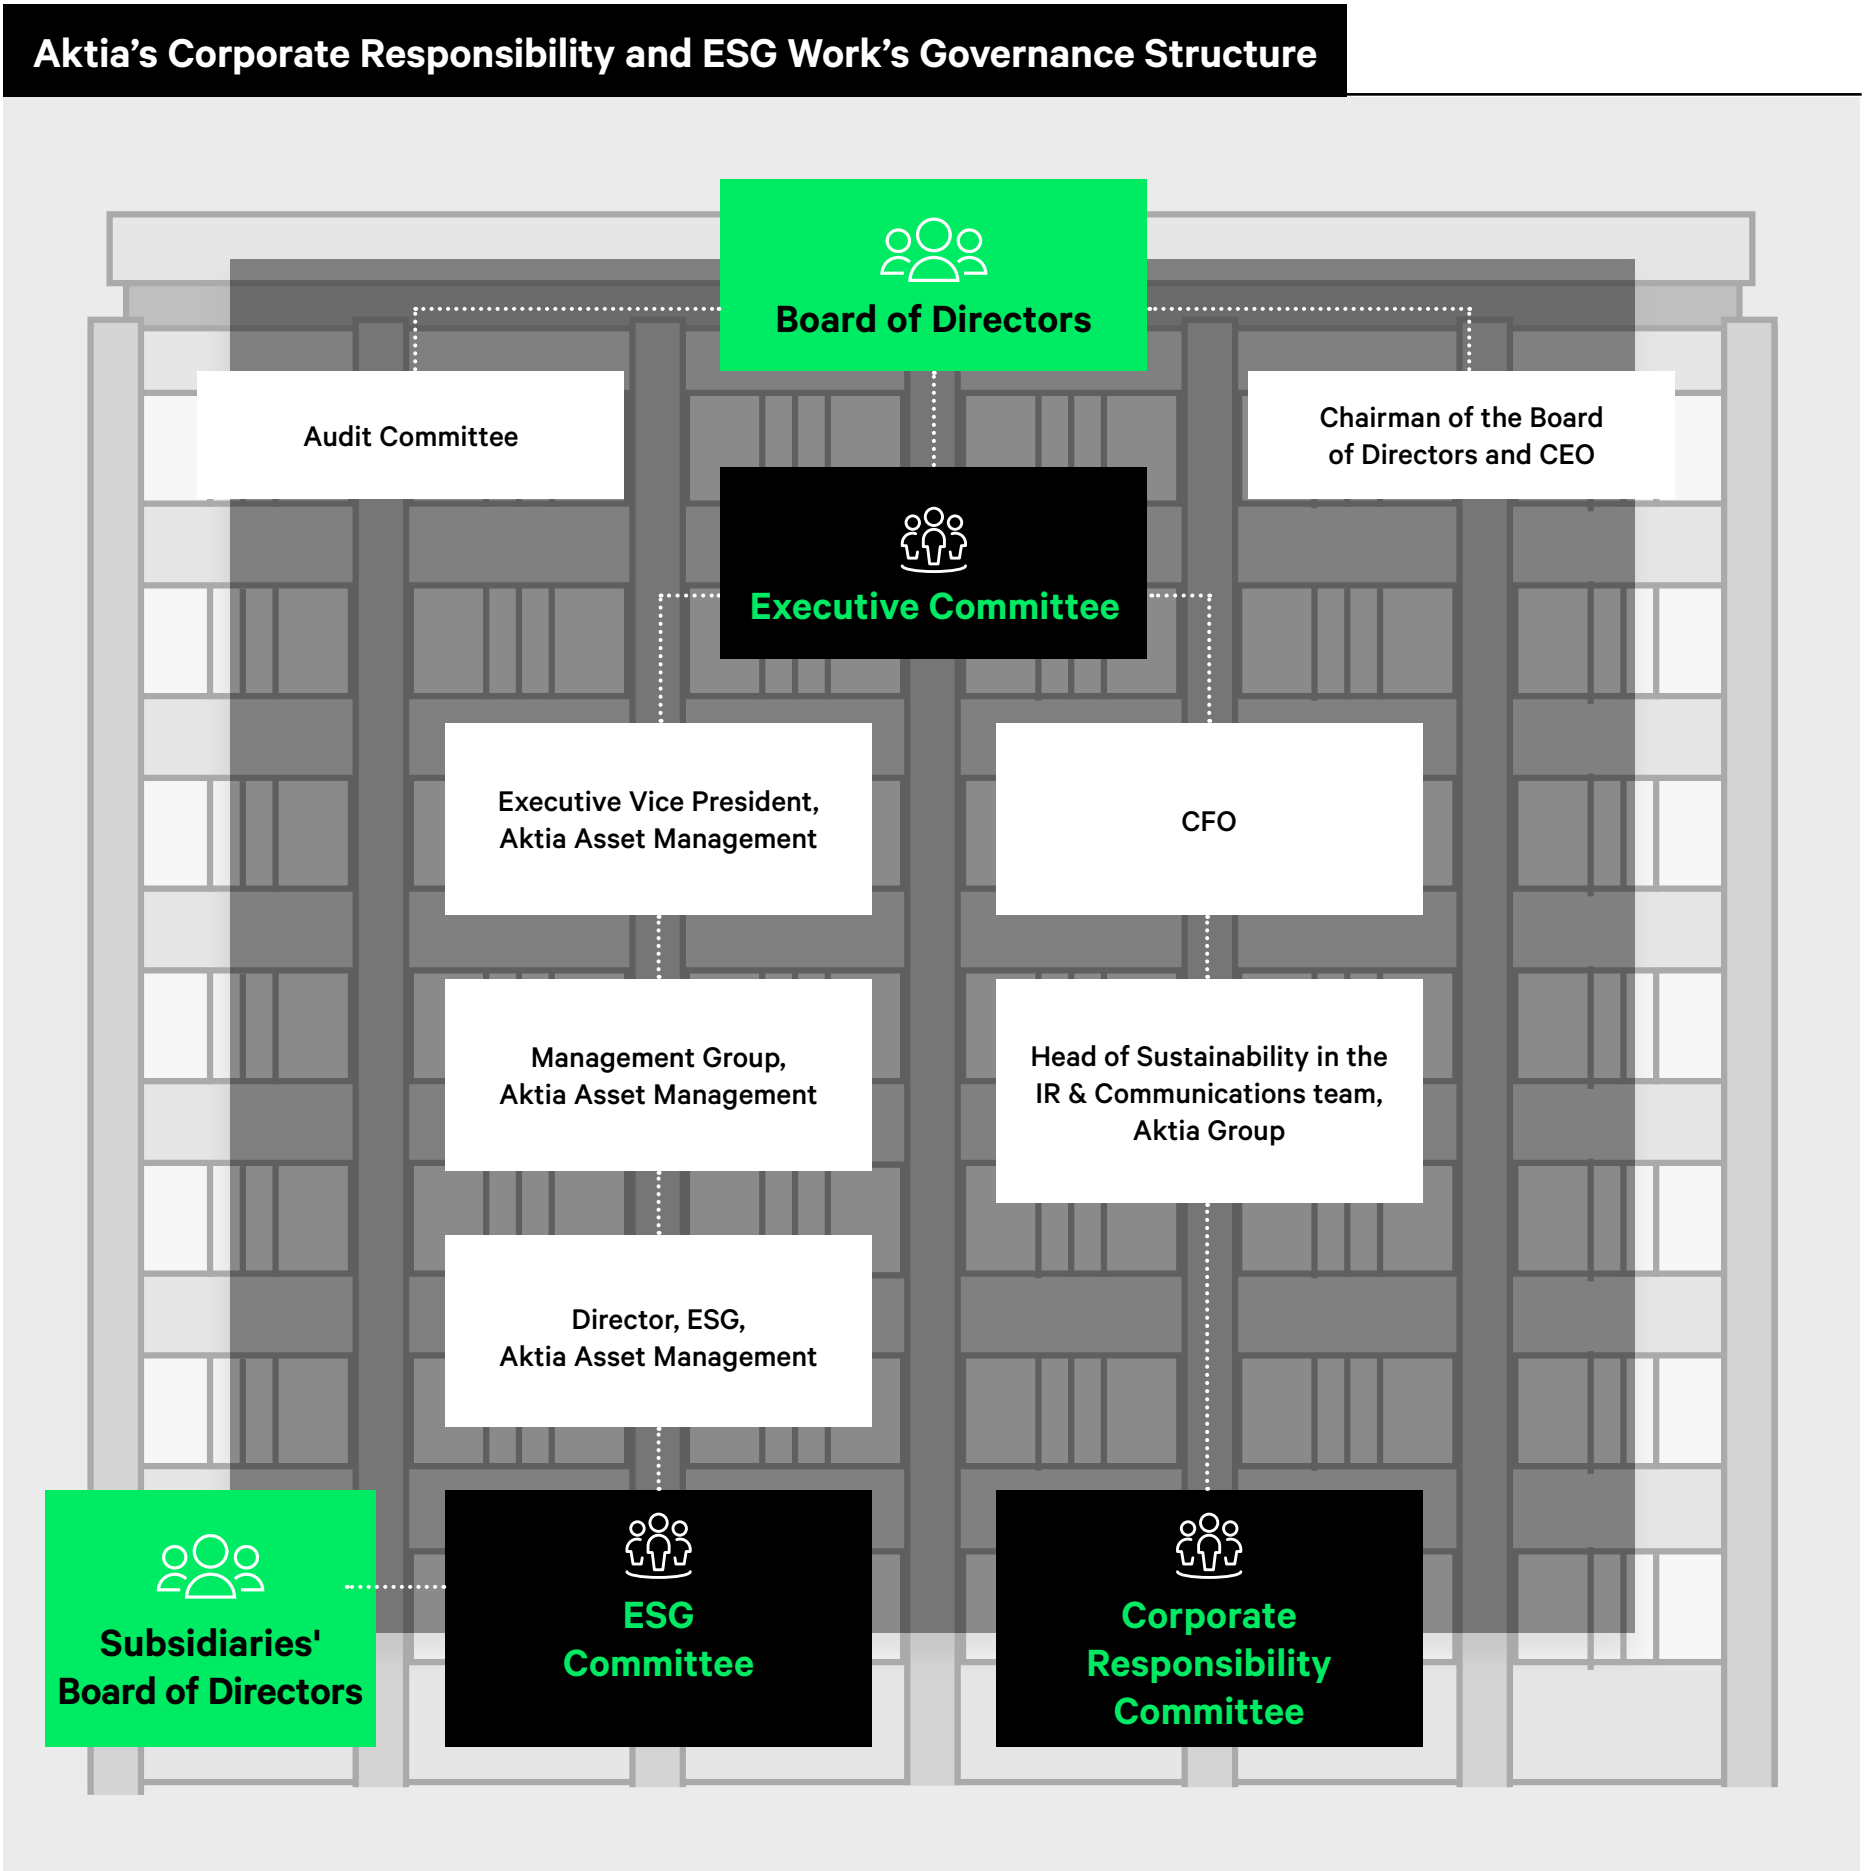 Aktia’s Corporate Responsibility and ESG Work’s Governance Structure
Board of Directors
Audit Committee
Chairman of the Board
of Directors and CEO
Executive Committee
Executive Vice President,
Aktia Asset Management
CFO
Management Group,
Aktia Asset Management
Head of Sustainability in the
IR & Communications team,
Aktia Group
Director, ESG,
Aktia Asset Management
Subsidiaries'
Board of Directors
ESG
Committee
Corporate
Responsibility
Committee